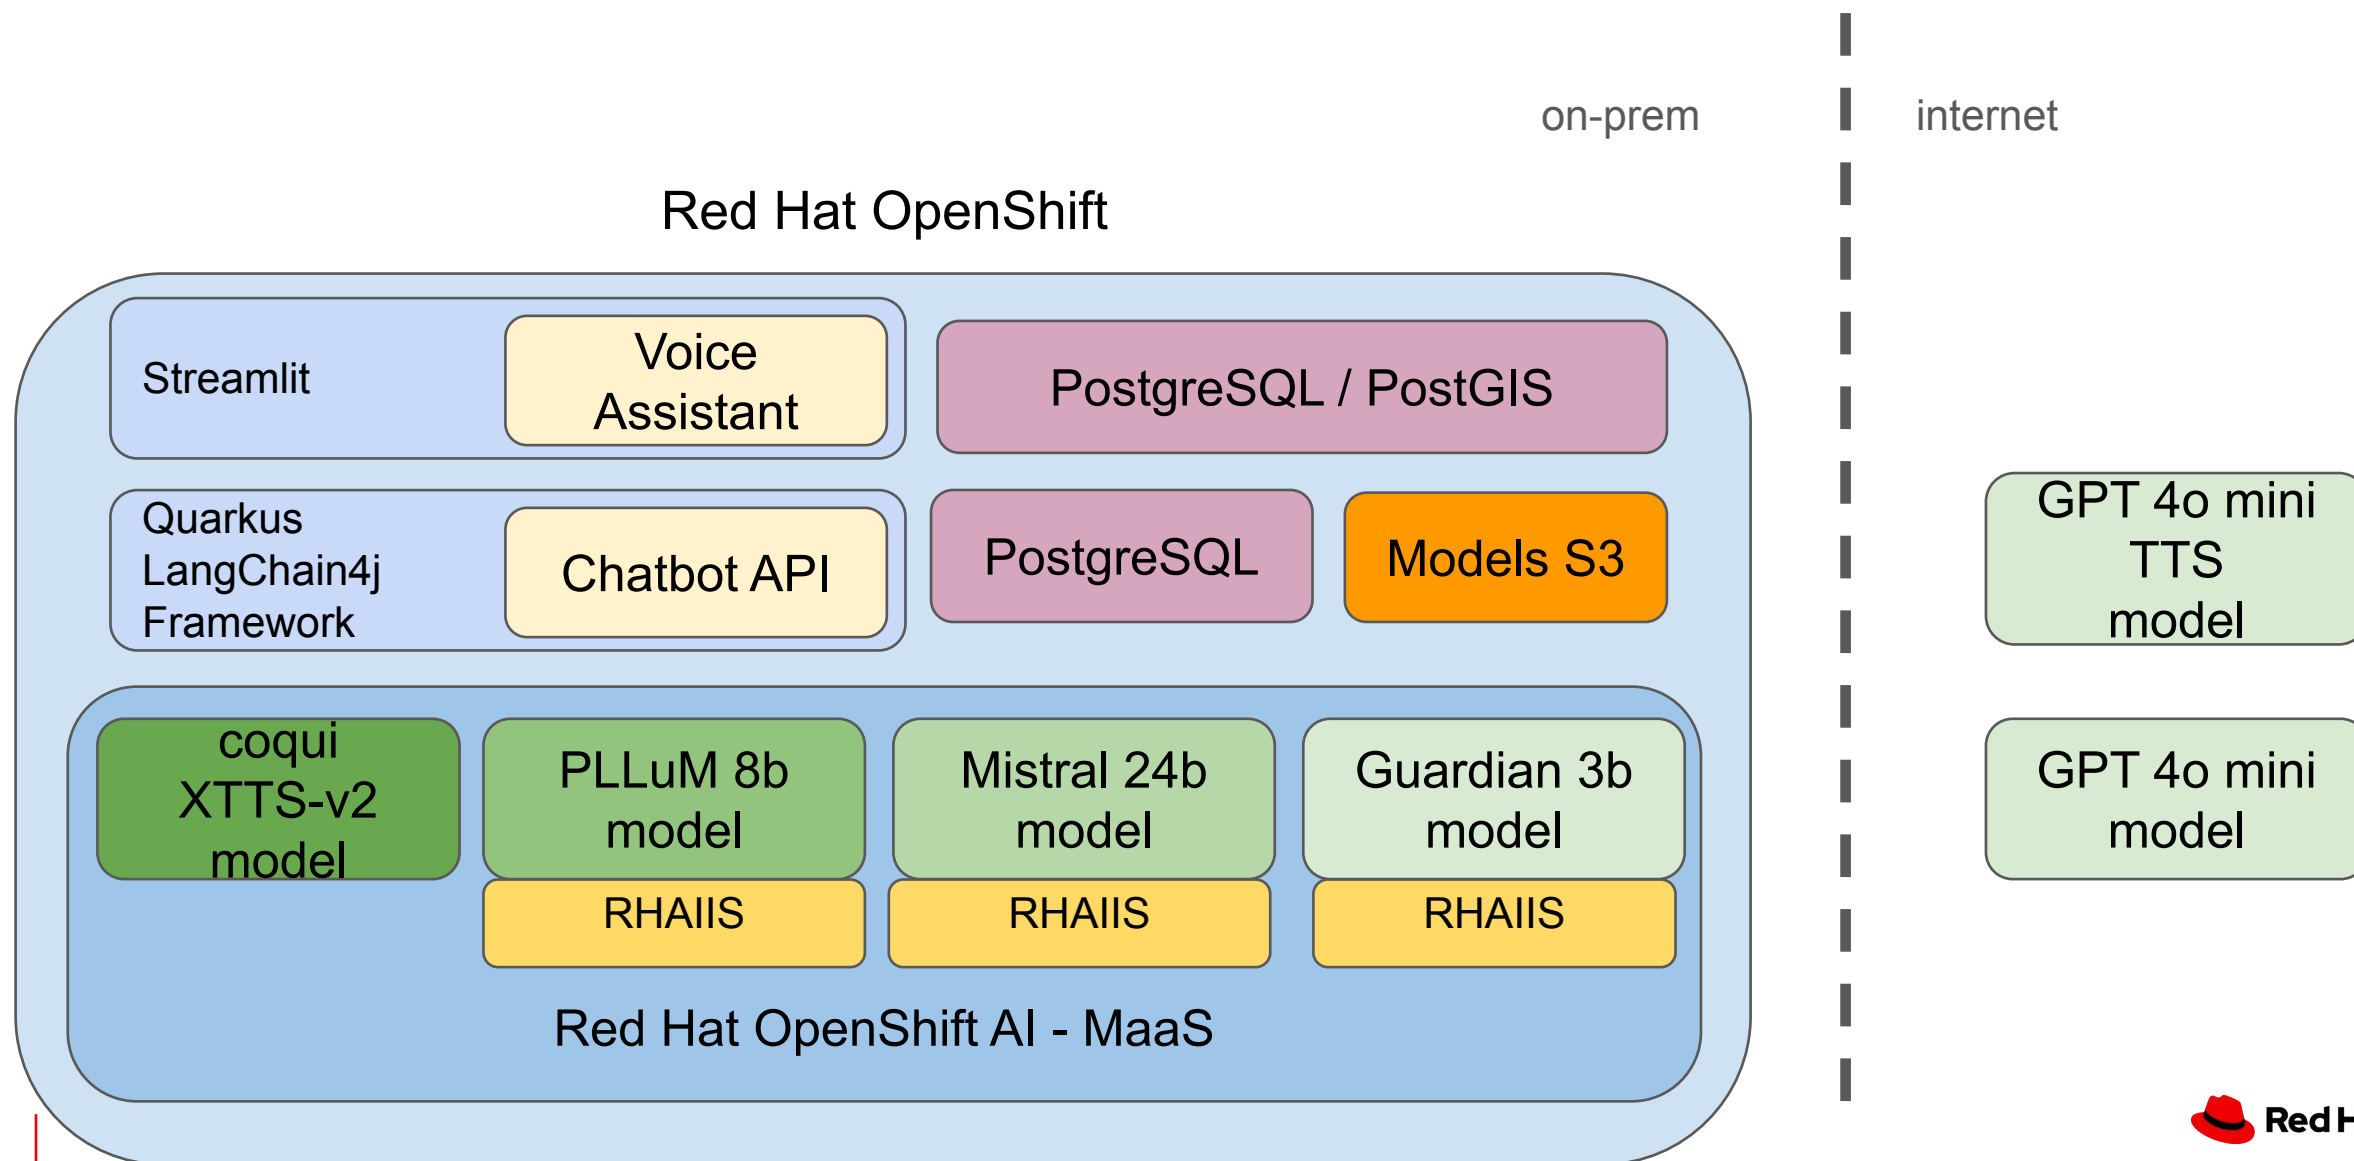 on-prem
internet
Red Hat OpenShift
Streamlit
Voice
Assistant
PostgreSQL / PostGIS
Quarkus
LangChain4j
Framework
Chatbot API
PostgreSQL
Models S3
GPT 4o mini
TTS
model
coqui
XTTS-v2
model
PLLuM 8b
model
Mistral 24b
model
Guardian 3b
model
GPT 4o mini
model
RHAIIS
RHAIIS
RHAIIS
Red Hat OpenShift AI - MaaS
Red